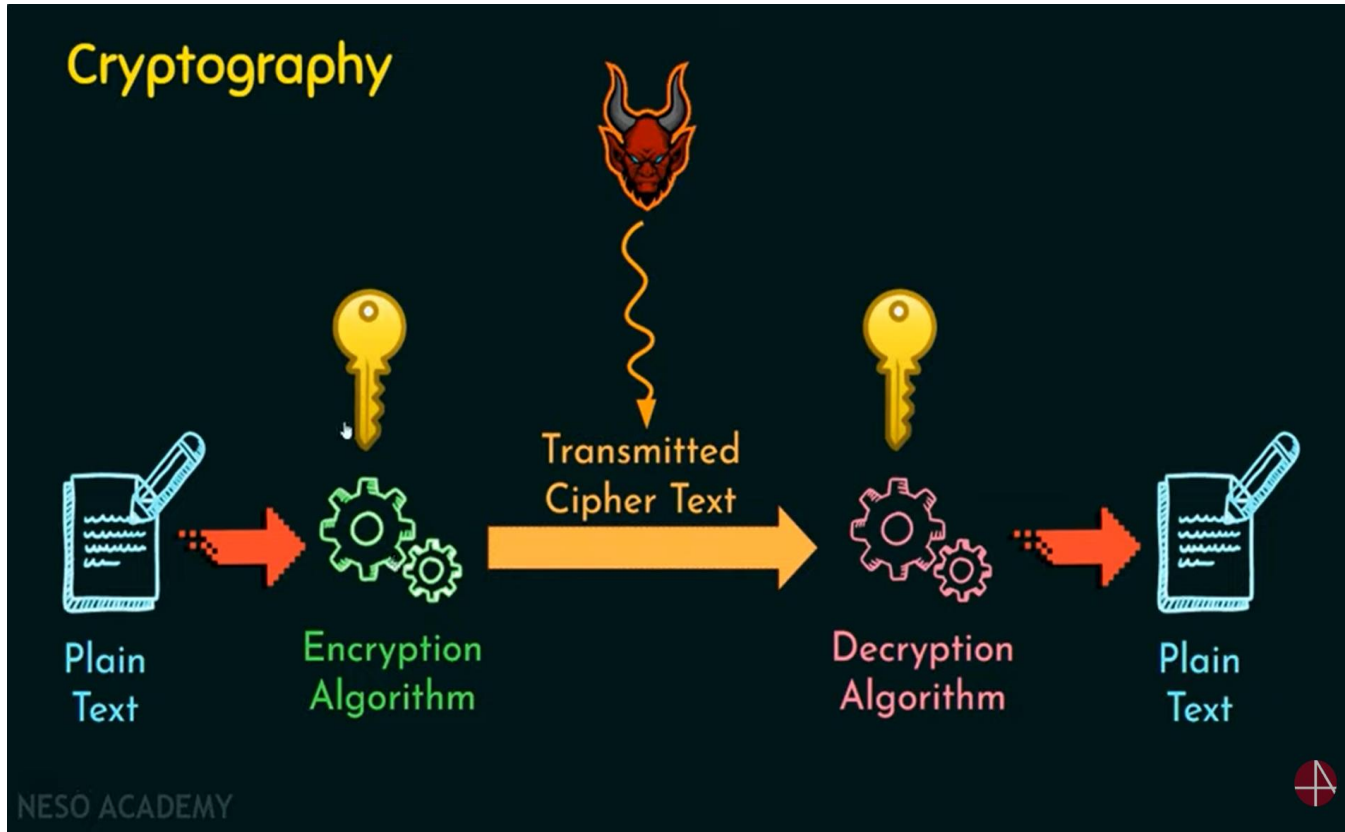 Cryptography
Transmitted
Cipher Text
Plain
Text
Encryption
Algorithm
Decryption
Algorithm
Plain
Text
NESO ACADEMY